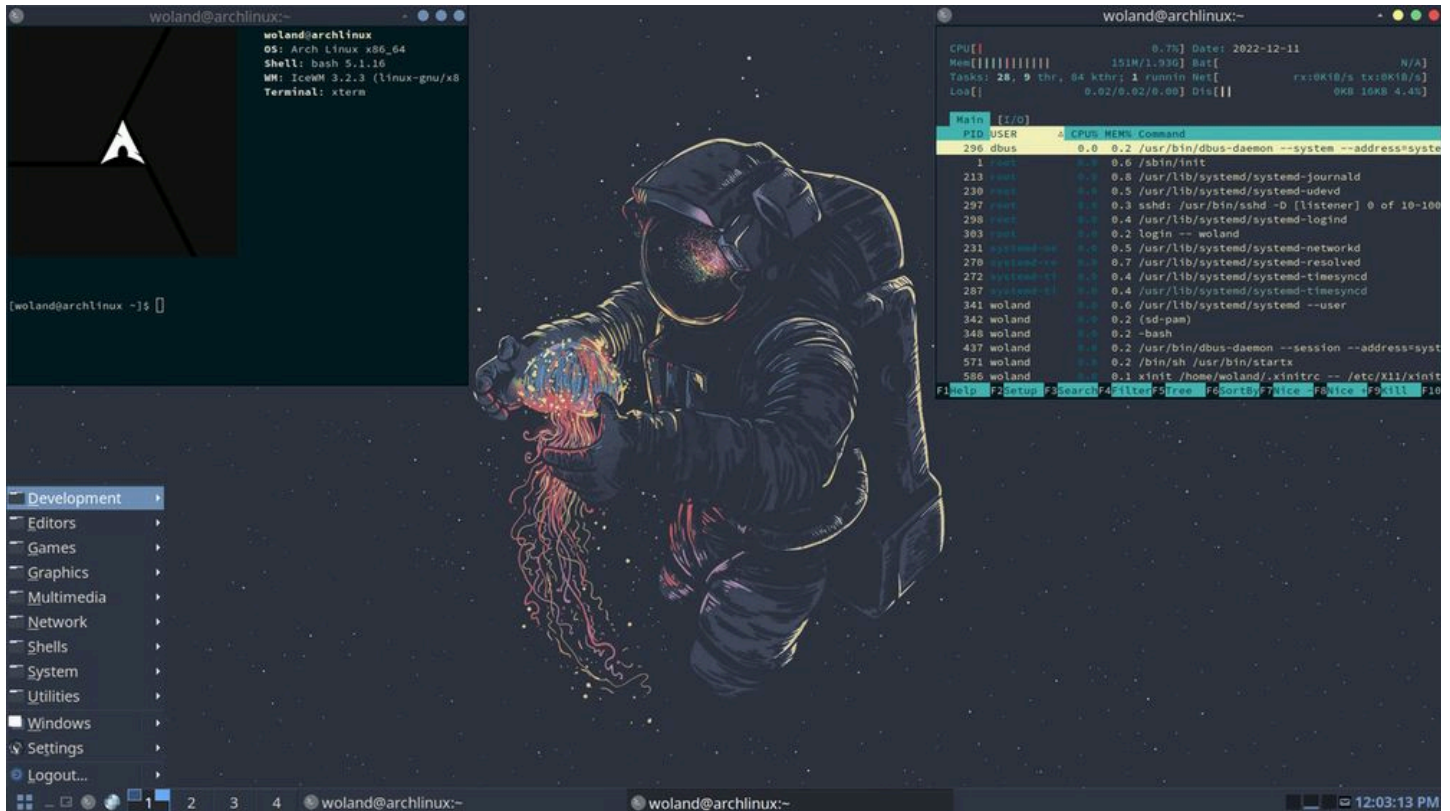 woland@archlinux:~
woland@archlinux
OS: Arch Linux x86_64
Shell: bash 5.1.16
WM: IceWM 3.2.3 (linux-gnu/x8
Terminal: xterm
[woland@archlinux ~]$
woland@archlinux:~
CPU[| 0.7%] Date: 2022-12-11
Mem[||||||||||| 151M/1.93G] Bat[ N/A]
Tasks: 28, 9 thr, 84 kthr; 1 runnin Net[ rx:0KiB/s tx:0KiB/s]
Loa[| 0.02/0.02/0.00] Dis[|| 0KB 16KB 4.4%]
Main [I/O]
PID USER △ CPU% MEM% Command
296 dbus 0.0 0.2 /usr/bin/dbus-daemon --system --address=syste
1 root 0.0 0.6 /sbin/init
213 root 0.0 0.8 /usr/lib/systemd/systemd-journald
230 root 0.0 0.5 /usr/lib/systemd/systemd-udevd
297 root 0.0 0.3 sshd: /usr/bin/sshd -D [listener] 0 of 10-100
298 root 0.0 0.4 /usr/lib/systemd/systemd-logind
303 root 0.0 0.2 login -- woland
231 systemd-ne 0.0 0.5 /usr/lib/systemd/systemd-networkd
270 systemd-re 0.0 0.7 /usr/lib/systemd/systemd-resolved
272 systemd-ti 0.0 0.4 /usr/lib/systemd/systemd-timesyncd
287 systemd-ti 0.0 0.4 /usr/lib/systemd/systemd-timesyncd
341 woland 0.0 0.6 /usr/lib/systemd/systemd --user
342 woland 0.0 0.2 (sd-pam)
348 woland 0.0 0.2 -bash
437 woland 0.0 0.2 /usr/bin/dbus-daemon --session --address=syst
571 woland 0.0 0.2 /bin/sh /usr/bin/startx
586 woland 0.0 0.1 xinit /home/woland/.xinitrc -- /etc/X11/xinit
F1Help F2Setup F3SearchF4FilterF5Tree F6SortByF7Nice -F8Nice +F9Kill F10
Development
Editors
Games
Graphics
Multimedia
Network
Shells
System
Utilities
Windows
Settings
Logout...
1 2 3 4 woland@archlinux:~ woland@archlinux:~ 12:03:13 PM